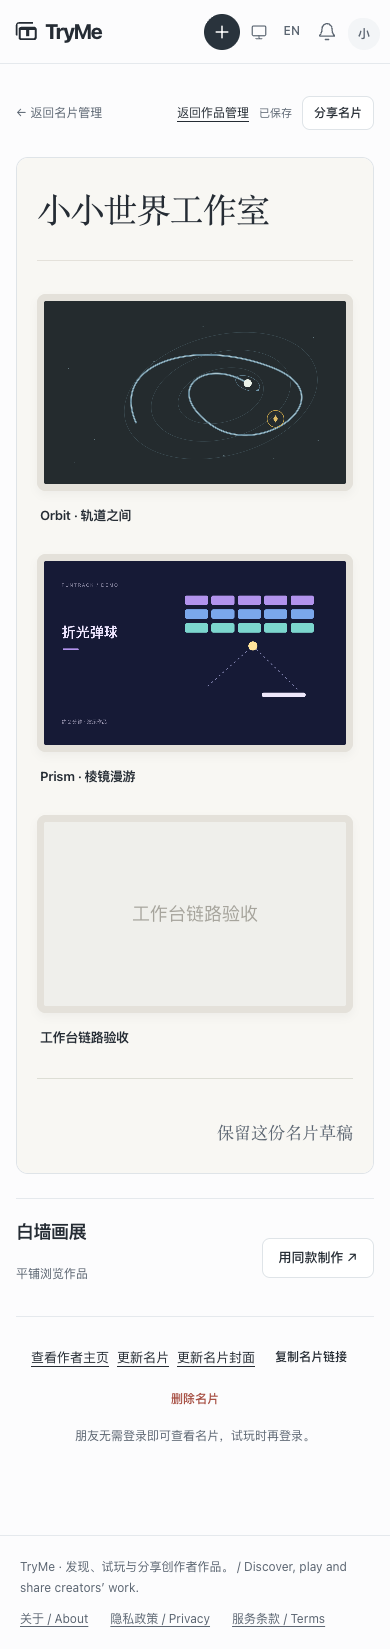 TryMe
EN
小
← 返回名片管理
返回作品管理
已保存
分享名片
小小世界工作室
Orbit · 轨道之间
折光弹球
Prism · 棱镜漫游
工作台链路验收
工作台链路验收
保留这份名片草稿
白墙画展
平铺浏览作品
用同款制作 ↗
查看作者主页 更新名片 更新名片封面 复制名片链接
删除名片
朋友无需登录即可查看名片，试玩时再登录。
TryMe · 发现、试玩与分享创作者作品。 / Discover, play and
share creators’ work.
关于 / About 隐私政策 / Privacy 服务条款 / Terms